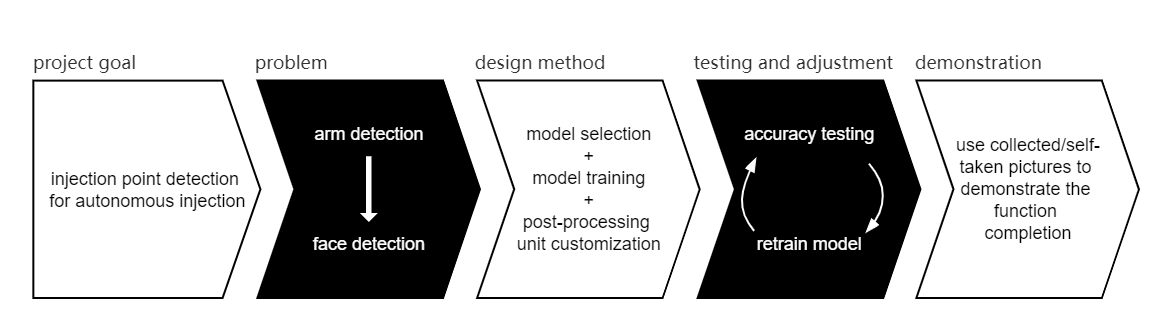 project goal
problem
design method
testing and adjustment
demonstration
injection point detection
for autonomous injection
arm detection
face detection
model selection
+
model training
+
post-processing
unit customization
accuracy testing
retrain model
use collected/self-
taken pictures to
demonstrate the
function
completion